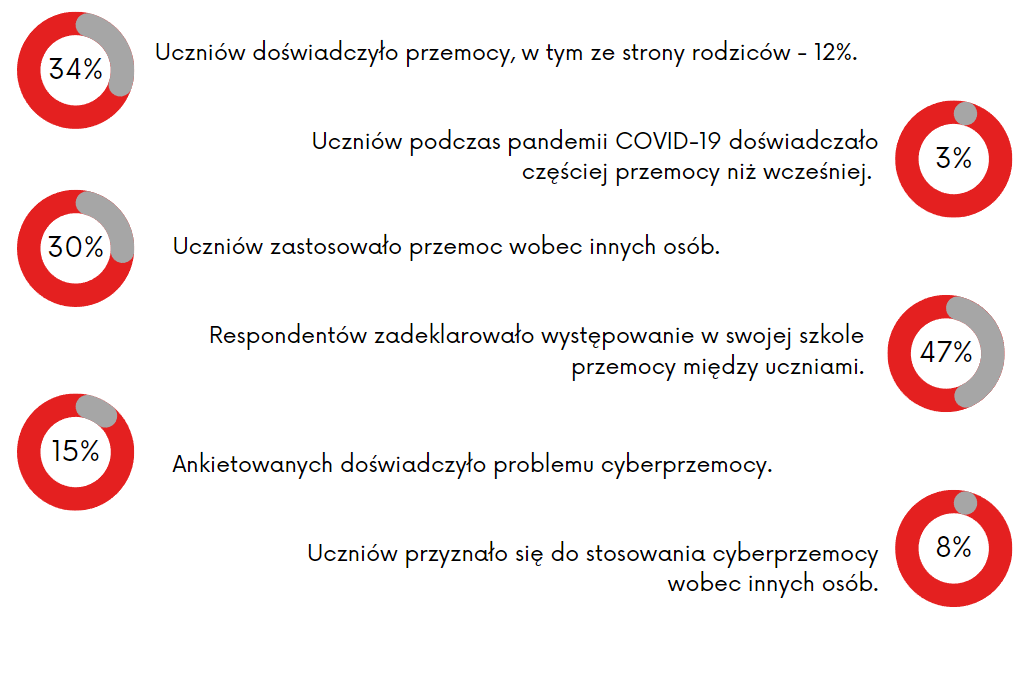 34%
Uczniów doświadczyło przemocy, w tym ze strony rodziców - 12%.
Uczniów podczas pandemii COVID-19 doświadczało
częściej przemocy niż wcześniej.
3%
30%
Uczniów zastosowało przemoc wobec innych osób.
Respondentów zadeklarowało występowanie w swojej szkole
przemocy między uczniami.
47%
15%
Ankietowanych doświadczyło problemu cyberprzemocy.
Uczniów przyznało się do stosowania cyberprzemocy
wobec innych osób.
8%